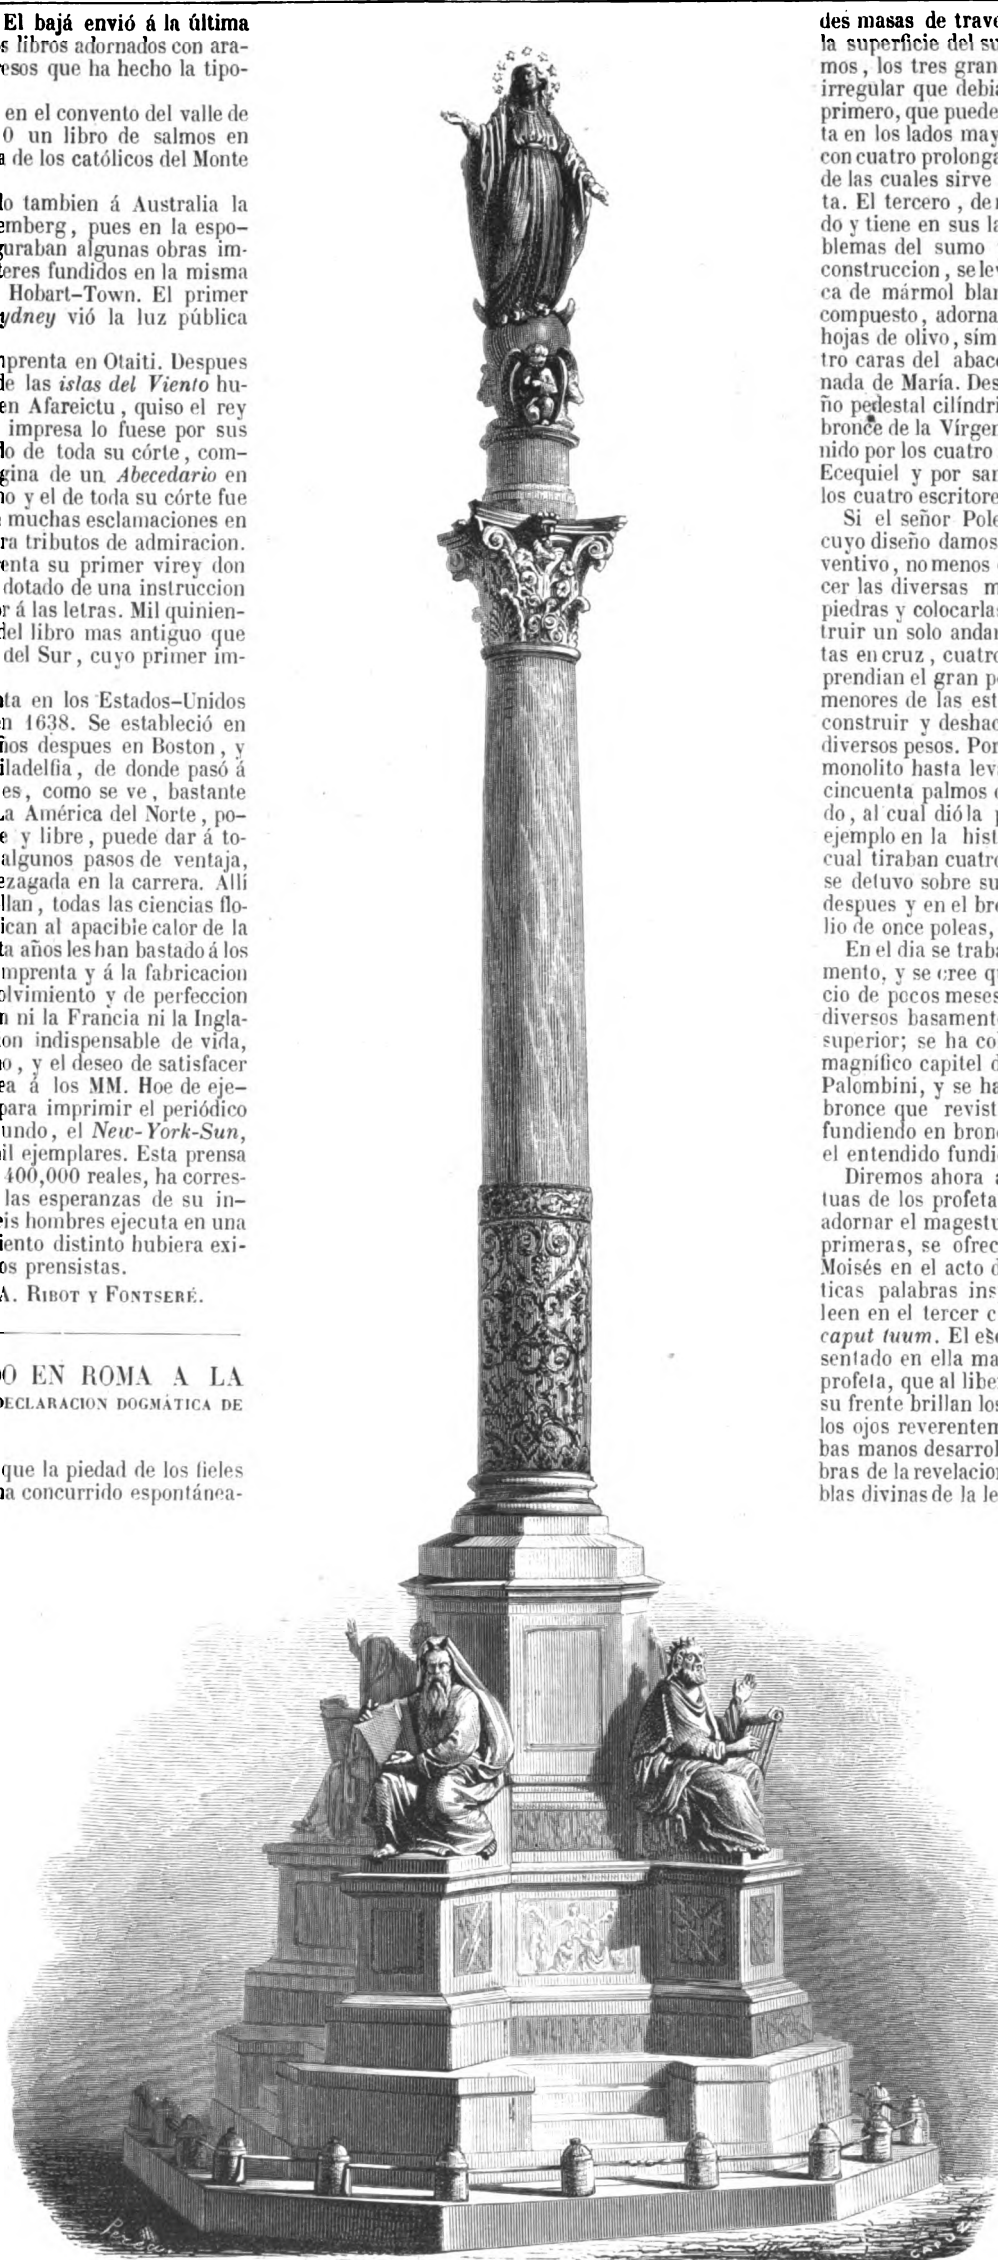 El bajá envió á la última
s libros adornados con ara-
esos que ha hecho la tipo-
en el convento del valle de
0 un libro de salmos en
a de los católicos del Monte
lo tambien á Australia la
emberg, pues en la espo-
guraban algunas obras im-
teres fundidos en la misma
Hobart-Town. El primer
ydney vió la luz pública
mprenta en Otaiti. Despues
de las islas del Viento hu-
en Afareictu, quiso el rey
impresa lo fuese por sus
do de toda su córte, com-
gina de un Abecedario en
no y el de toda su córte fue
muchas esclamaciones en
ra tributos de admiracion.
enta su primer virey don
dotado de una instruccion
or á las letras. Mil quinien-
del libro mas antiguo que
del Sur, cuyo primer im-
nta en los Estados-Unidos
en 1638. Se estableció en
ños despues en Boston, y
iladelfia, de donde pasó á
es, como se ve, bastante
La América del Norte, po-
e y libre, puede dar á to-
algunos pasos de ventaja,
ezagada en la carrera. Allí
llan, todas las ciencias flo-
ican al apacible calor de la
ta años les han bastado á los
mprenta y á la fabricacion
olvimiento y de perfeccion
n ni la Francia ni la Ingla-
on indispensable de vida,
o, y el deseo de satisfacer
ea á los MM. Hoe de eje-
para imprimir el periódico
undo, el New-York-Sun,
il ejemplares. Esta prensa
400,000 reales, ha corres-
las esperanzas de su in-
eis hombres ejecuta en una
iento distinto hubiera exi-
os prensistas.
A. RIBOT Y FONTSERÉ.
O EN ROMA A LA
DECLARACION DOGMÁTICA DE
que la piedad de los fieles
na concurrido espontánea-
des masas de trave
la superficie del su
mos, los tres gran
irregular que debia
primero, que puede
ta en los lados may
con cuatro prolonga
de las cuales sirve
ta. El tercero, de
do y tiene en sus la
blemas del sumo
construccion, se lev
ca de mármol blan
compuesto, adorna
hojas de olivo, sím
tro caras del abaco
nada de María. Des
ño pedestal cilíndri
bronce de la Vírgen
nido por los cuatro
Ecequiel y por san
los cuatro escritore
Si el señor Pole
cuyo diseño damos
ventivo, no menos
cer las diversas m
piedras y colocarlas
truir un solo andar
tas en cruz, cuatro
prendian el gran pe
menores de las est
construir y deshac
diversos pesos. Por
monolito hasta lev
cincuenta palmos
do, al cual dióla p
ejemplo en la hist
cual tiraban cuatro
se detuvo sobre su
despues y en el bre
lio de once poleas,
En el dia se traba
mento, y se cree qu
cio de pocos meses
diversos basamento
superior; se ha co
magnífico capitel d
Palombini, y se ha
bronce que revist
fundiendo en bronc
el entendido fundi
Diremos ahora a
tuas de los profeta
adornar el magestu
primeras, se ofrec
Moisés en el acto d
ticas palabras ins
leen en el tercer c
caput tuum. El es
sentado en ella ma
profeta, que al libe
su frente brillan los
los ojos reverentem
bas manos desarrol
bras de la revelacion
blas divinas de la le